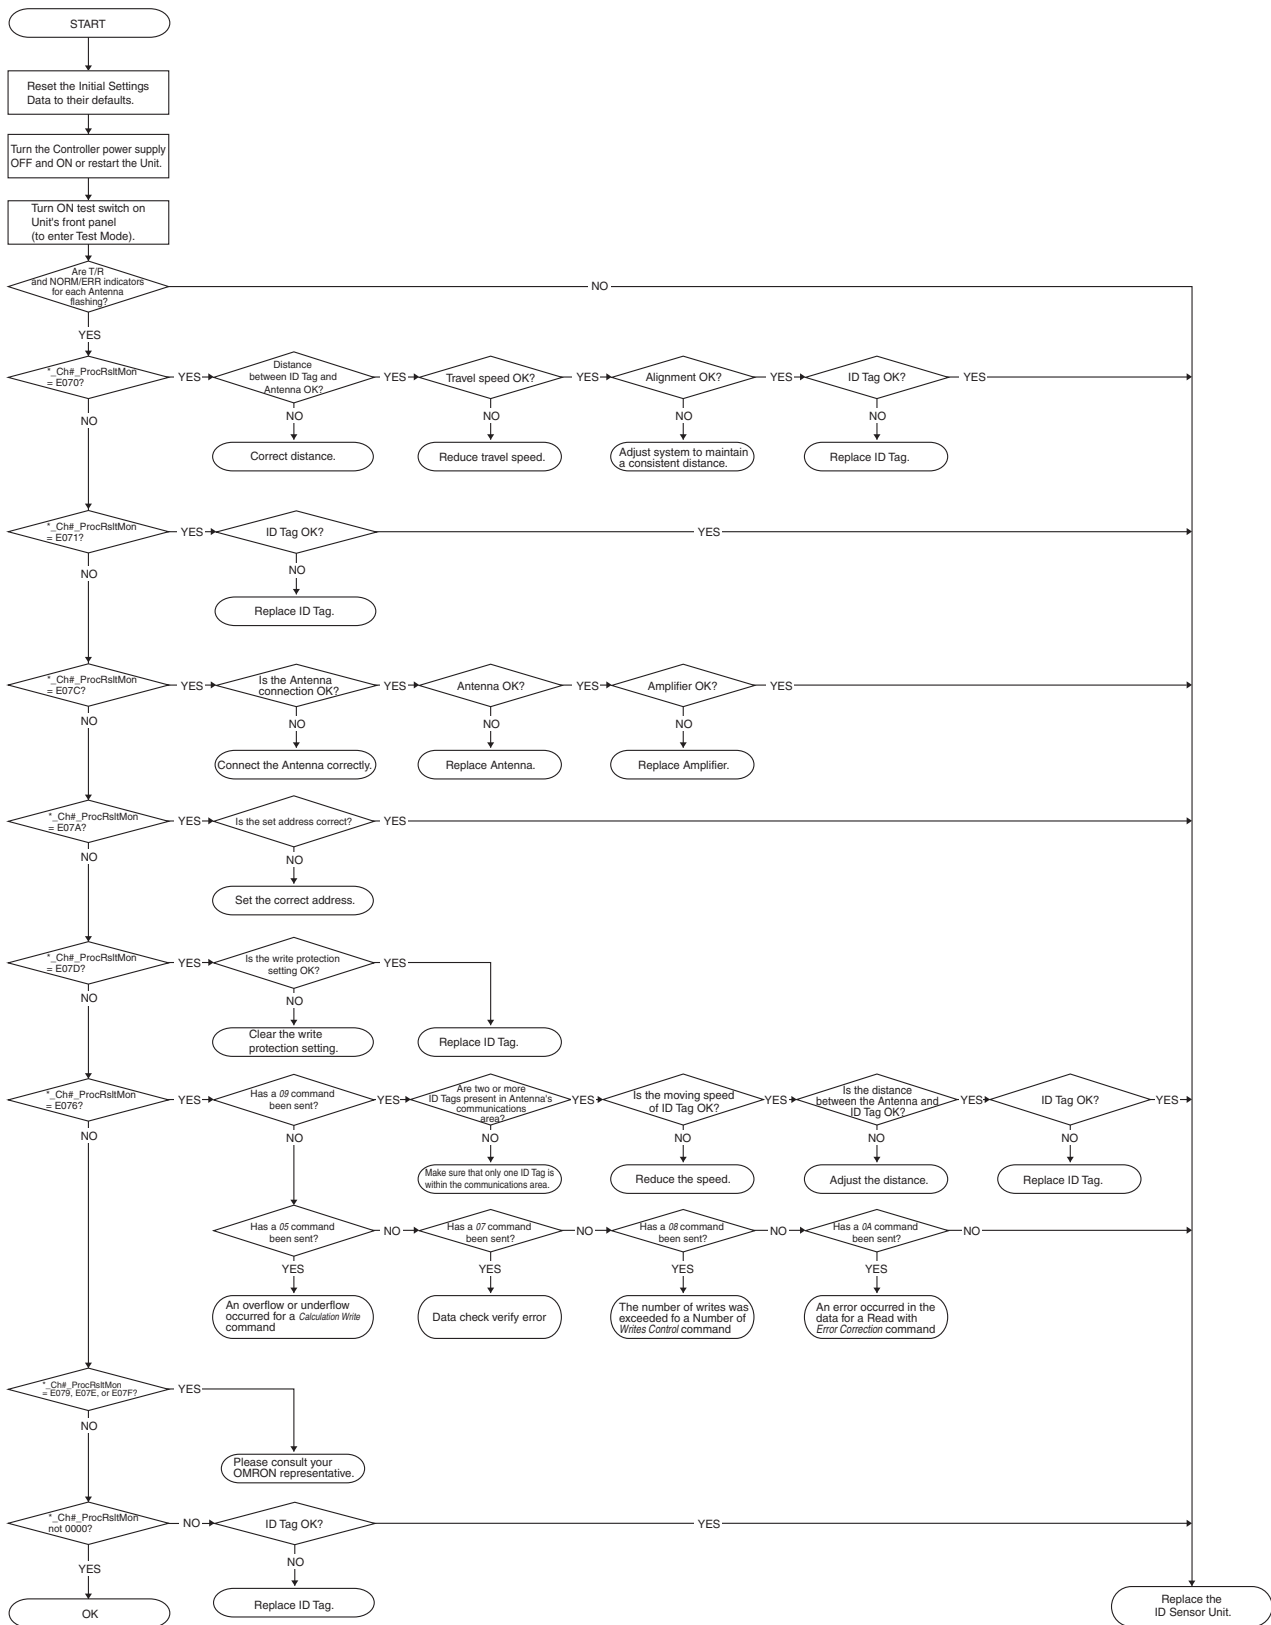 START
Reset the Initial Settings
Data to their defaults.
Turn the Controller power supply
OFF and ON or restart the Unit.
Turn ON test switch on
Unit's front panel
(to enter Test Mode).
Are T/R
and NORM/ERR indicators
for each Antenna
flashing?
NO
YES
*_Ch#_ProcRsltMon
= E070?
YES
Distance
between ID Tag and
Antenna OK?
YES
Travel speed OK?
YES
Alignment OK?
YES
ID Tag OK?
YES
NO
NO
NO
NO
NO
Correct distance.
Reduce travel speed.
Adjust system to maintain
a consistent distance.
Replace ID Tag.
*_Ch#_ProcRsltMon
= E071?
YES
ID Tag OK?
YES
NO
NO
Replace ID Tag.
*_Ch#_ProcRsltMon
= E07C?
YES
Is the Antenna
connection OK?
YES
Antenna OK?
YES
Amplifier OK?
YES
NO
NO
NO
NO
Connect the Antenna correctly.
Replace Antenna.
Replace Amplifier.
*_Ch#_ProcRsltMon
= E07A?
YES
Is the set address correct?
YES
NO
NO
Set the correct address.
*_Ch#_ProcRsltMon
= E07D?
YES
Is the write protection
setting OK?
YES
NO
NO
Clear the write
protection setting.
Replace ID Tag.
*_Ch#_ProcRsltMon
= E076?
YES
Has a 09 command
been sent?
YES
Are two or more
ID Tags present in Antenna's
communications
area?
YES
Is the moving speed
of ID Tag OK?
YES
Is the distance
between the Antenna and
ID Tag OK?
YES
ID Tag OK?
YES
NO
NO
NO
NO
NO
NO
Make sure that only one ID Tag is
within the communications area.
Reduce the speed.
Adjust the distance.
Replace ID Tag.
Has a 05 command
been sent?
NO
Has a 07 command
been sent?
NO
Has a 08 command
been sent?
NO
Has a 0A command
been sent?
NO
YES
YES
YES
YES
An overflow or underflow
occurred for a Calculation Write
command
Data check verify error
The number of writes was
exceeded fo a Number of
Writes Control command
An error occurred in the
data for a Read with
Error Correction command
*_Ch#_ProcRsltMon
= E079, E07E, or E07F?
YES
NO
Please consult your
OMRON representative.
*_Ch#_ProcRsltMon
not 0000?
NO
ID Tag OK?
YES
YES
NO
OK
Replace ID Tag.
Replace the
ID Sensor Unit.